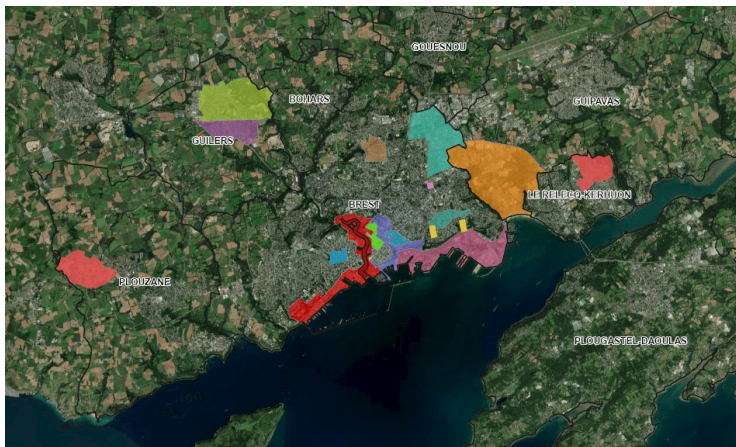 GOUESNOU
BOHARS
GUIPAVAS
GUILERS
LE RELECQ-KERHUON
BREST
PLOUZANE
PLOUGASTEL-DAOULAS